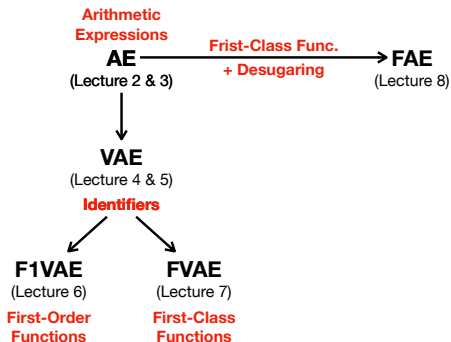 Arithmetic
Expressions
AE
(Lecture 2 & 3)
Frist-Class Func.
+ Desugaring
FAE
(Lecture 8)
VAE
(Lecture 4 & 5)
Identifiers
F1VAE
(Lecture 6)
First-Order
Functions
FVAE
(Lecture 7)
First-Class
Functions